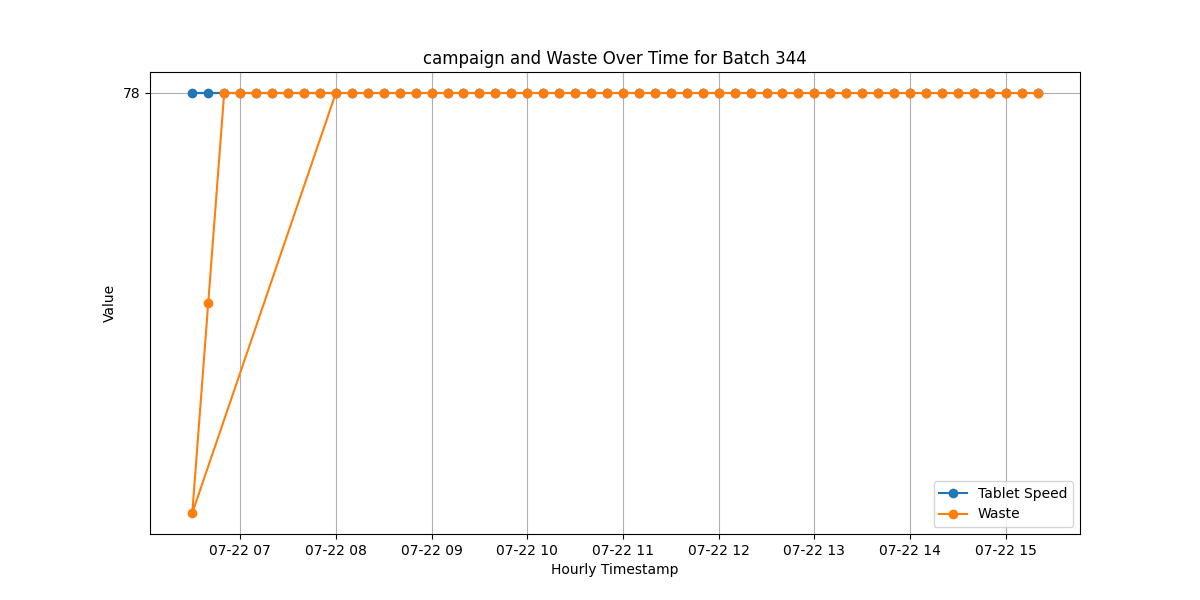 campaign and Waste Over Time for Batch 344
78
Value
07-22 07
07-22 08
07-22 09
07-22 10
07-22 11
07-22 12
07-22 13
07-22 14
07-22 15
Hourly Timestamp
Tablet Speed
Waste